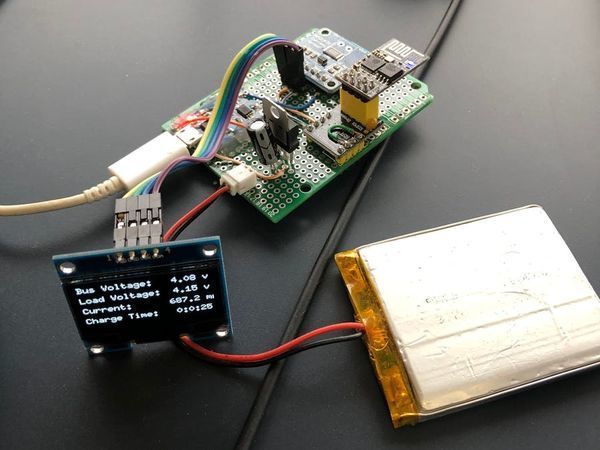 Bus Voltage: 4.08 V
Load Voltage: 4.15 V
Current: 687.2 m
Charge Time: 0:0:25